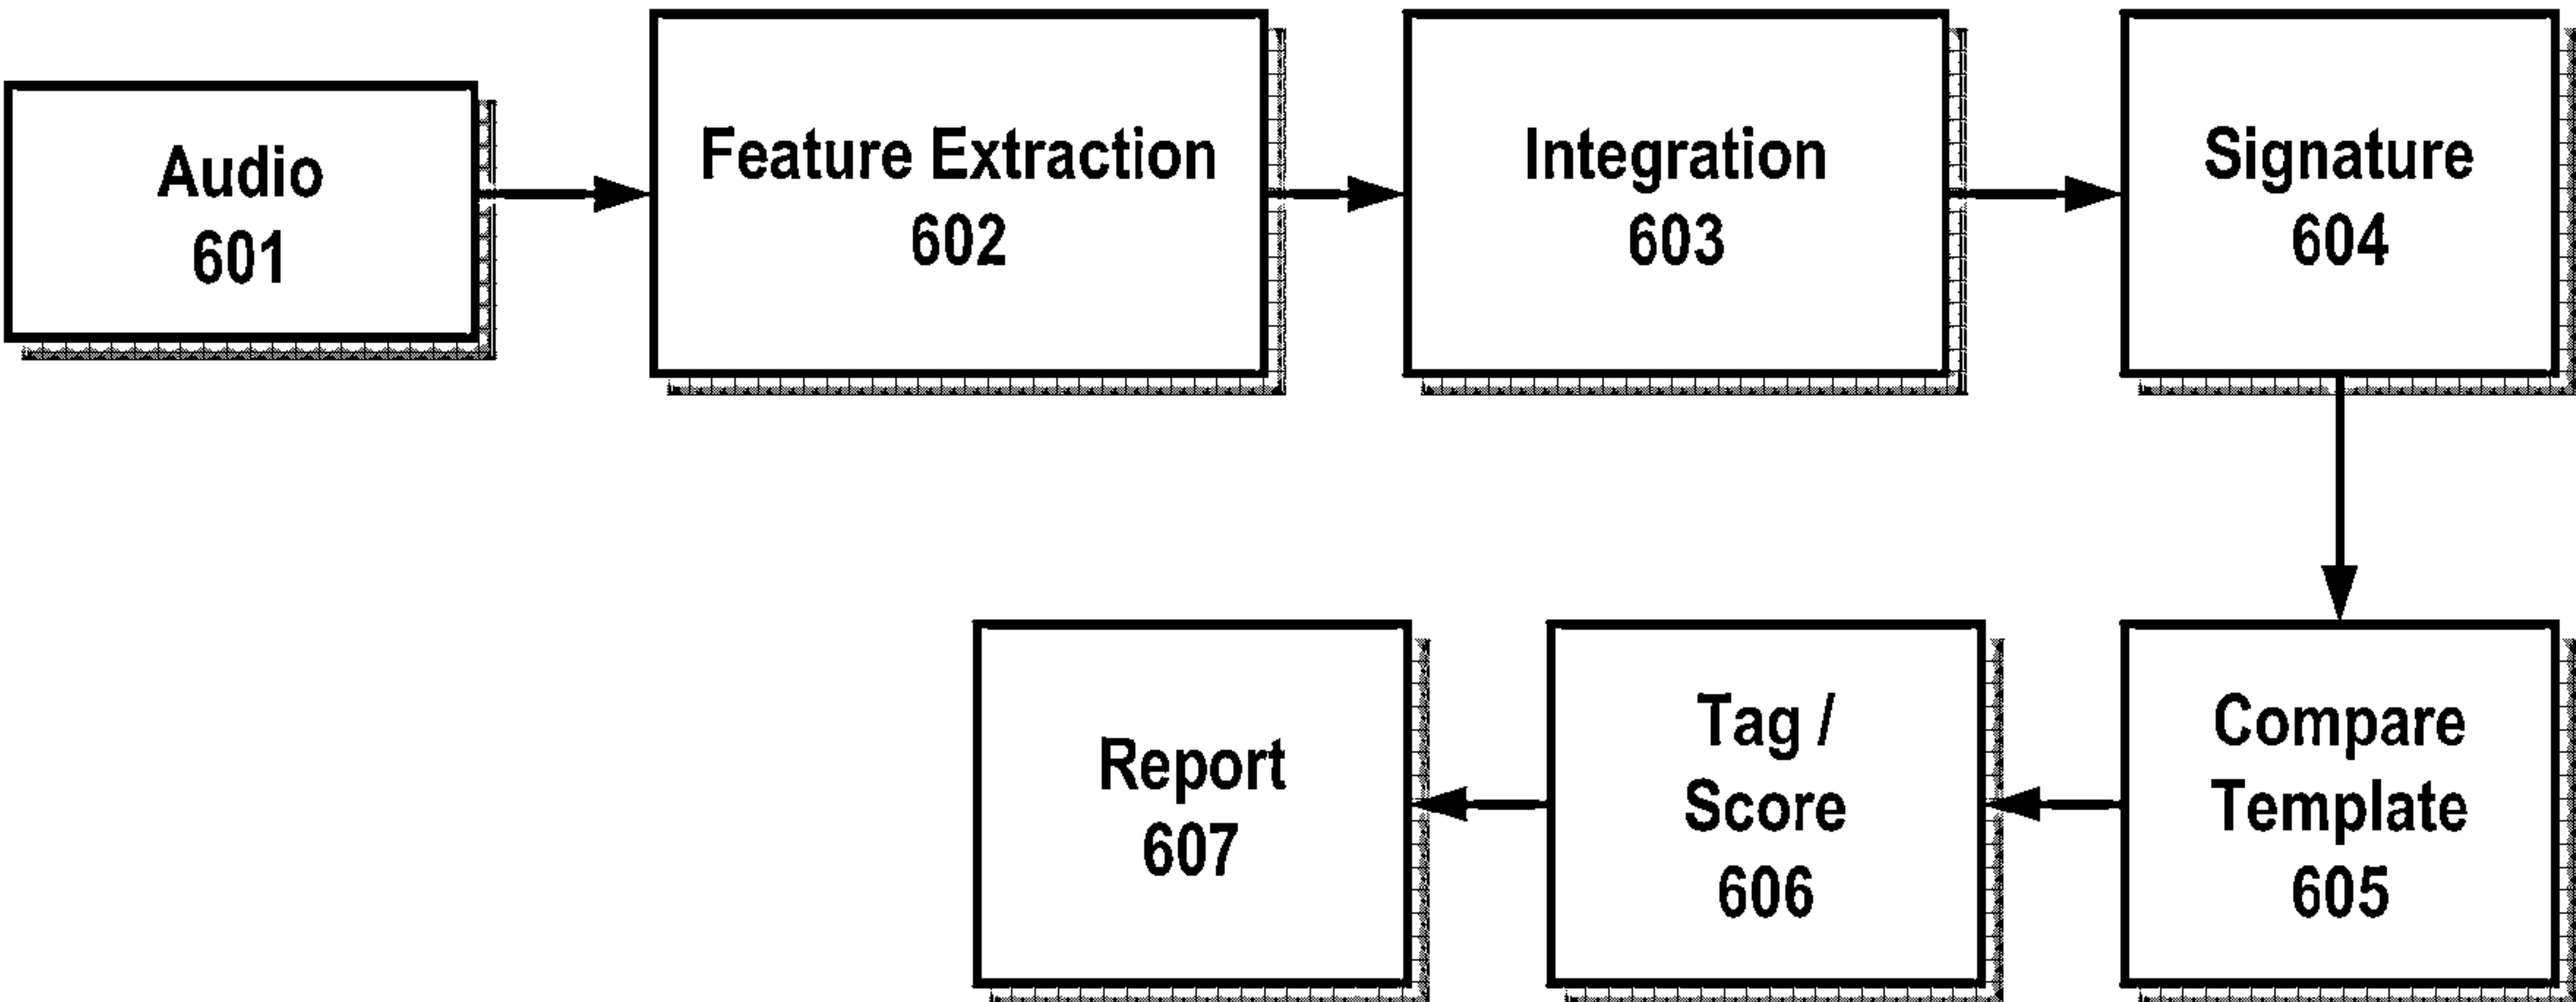 Audio
601
Feature Extraction
602
Integration
603
Signature
604
Compare
Template
605
Tag /
Score
606
Report
607